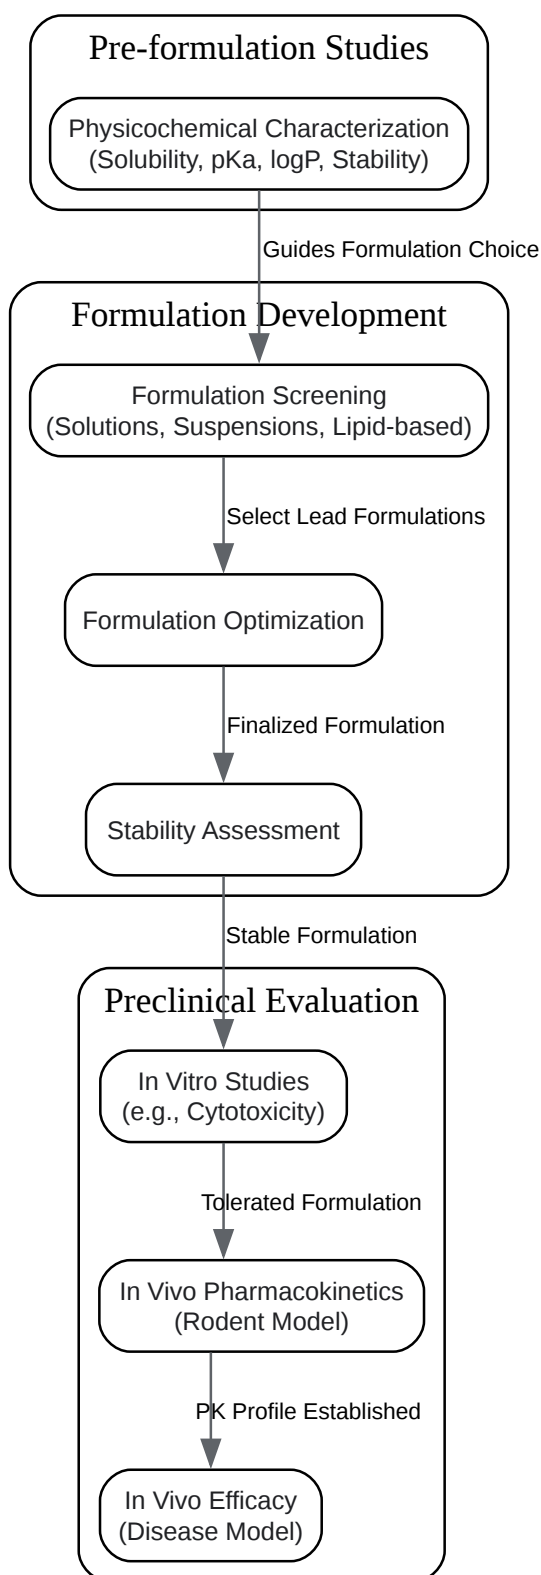 Pre-formulation Studies
Physicochemical Characterization
(Solubility, pKa, logP, Stability)
Guides Formulation Choice
Formulation Development
Formulation Screening
(Solutions, Suspensions, Lipid-based)
Select Lead Formulations
Formulation Optimization
Finalized Formulation
Stability Assessment
Stable Formulation
Preclinical Evaluation
In Vitro Studies
(e.g., Cytotoxicity)
Tolerated Formulation
In Vivo Pharmacokinetics
(Rodent Model)
PK Profile Established
In Vivo Efficacy
(Disease Model)